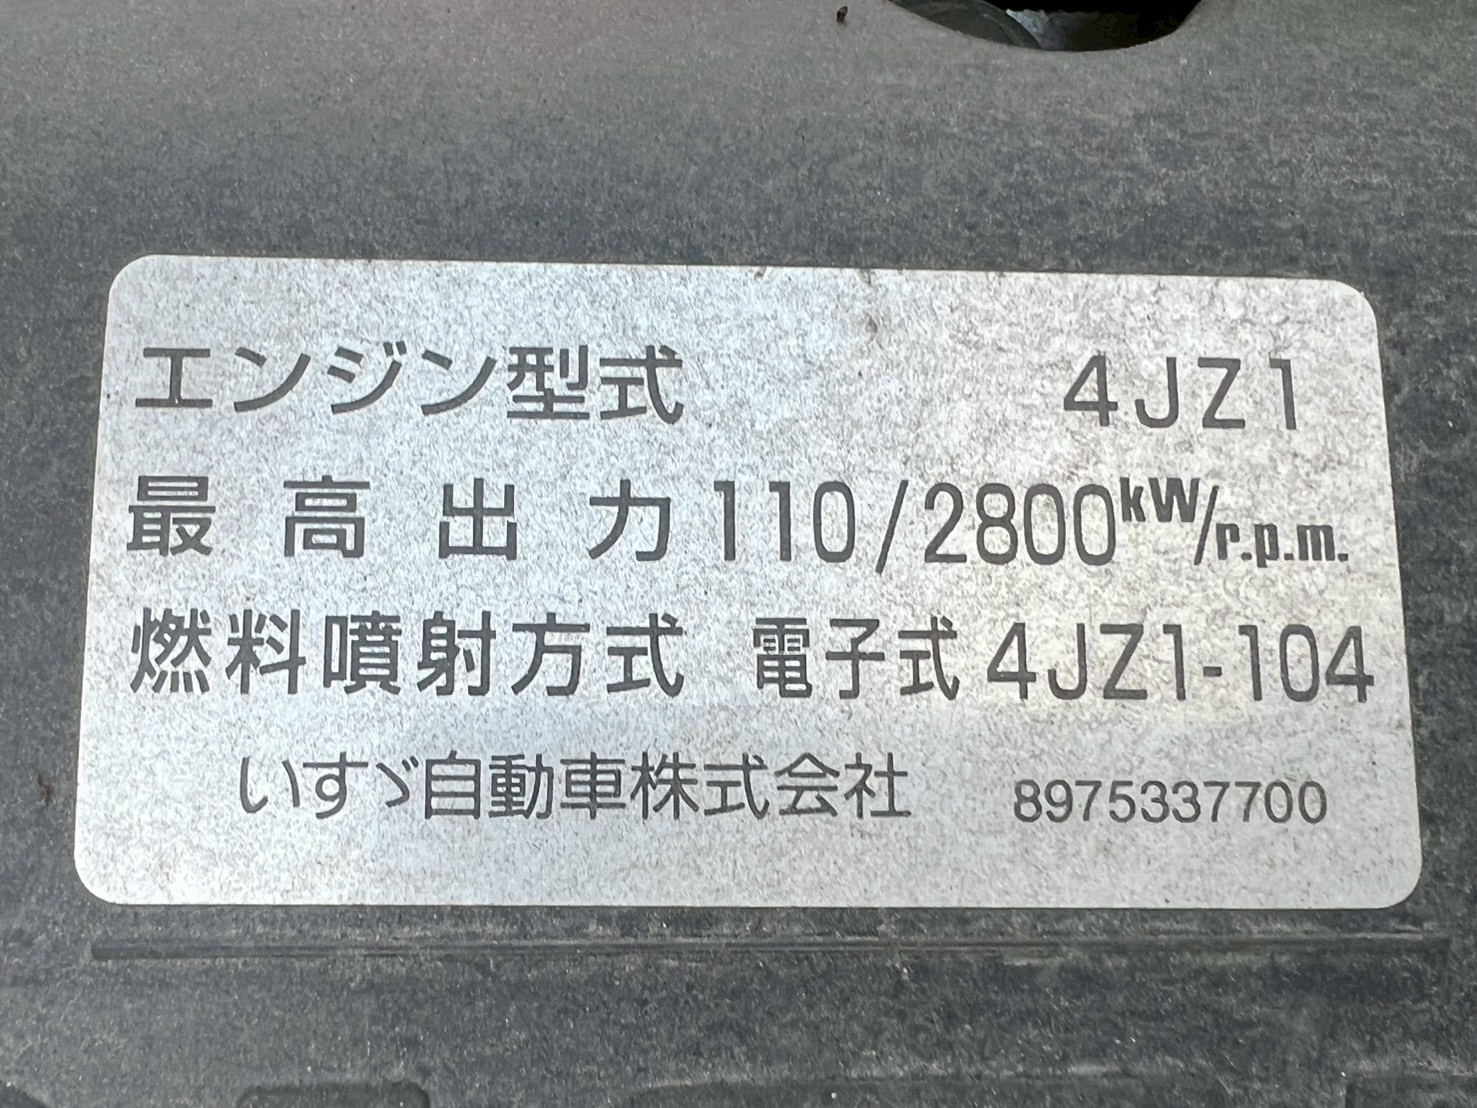 エンジン型式 4JZ1
最高出力 110/2800kW/r.p.m.
燃料噴射方式 電子式 4JZ1-104
いすゞ自動車株式会社 8975337700